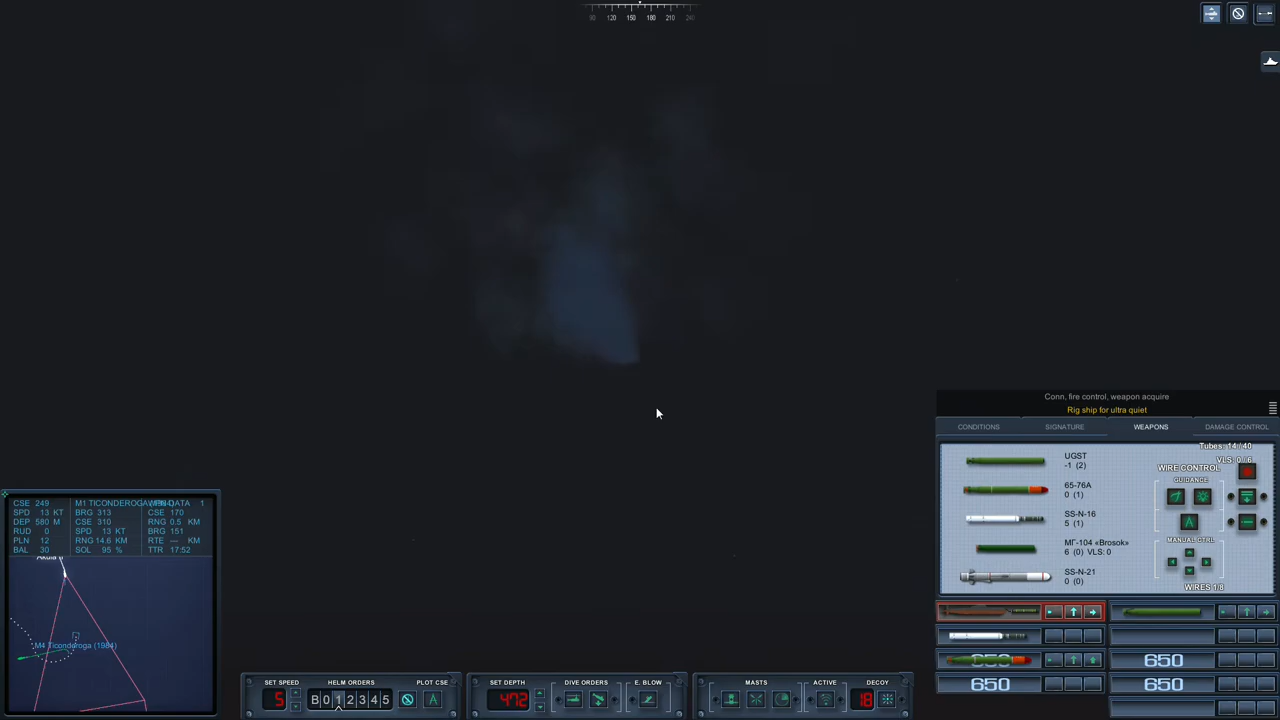 90 120 150 180 210 240
Conn, fire control, weapon acquire
Rig ship for ultra quiet
CONDITIONS SIGNATURE WEAPONS DAMAGE CONTROL
Tubes: 14 / 40
VLS: 0 / 6
UGST
-1 (2)
65-76A
0 (1)
SS-N-16
5 (1)
МГ-104 «Brosok»
6 (0) VLS: 0
SS-N-21
0 (0)
WIRE CONTROL
GUIDANCE
A
MANUAL CTRL
WIRES 1/8
650 650
650 650
CSE 249
SPD 13 KT
DEP 580 M
RUD 0
PLN 12
BAL 30
M1 TICONDEROGA
BRG 313
CSE 310
SPD 13 KT
RNG 14.6 KM
SOL 95 %
DATA 1
CSE 170
RNG 0.5 KM
BRG 151
RTE --- KM
TTR 17:52
Akula II
M4 Ticondoroga (1984)
SET SPEED HELM ORDERS PLOT CSE
5 B 0 1 2 3 4 5 A
SET DEPTH DIVE ORDERS E. BLOW
472
MASTS ACTIVE DECOY
18